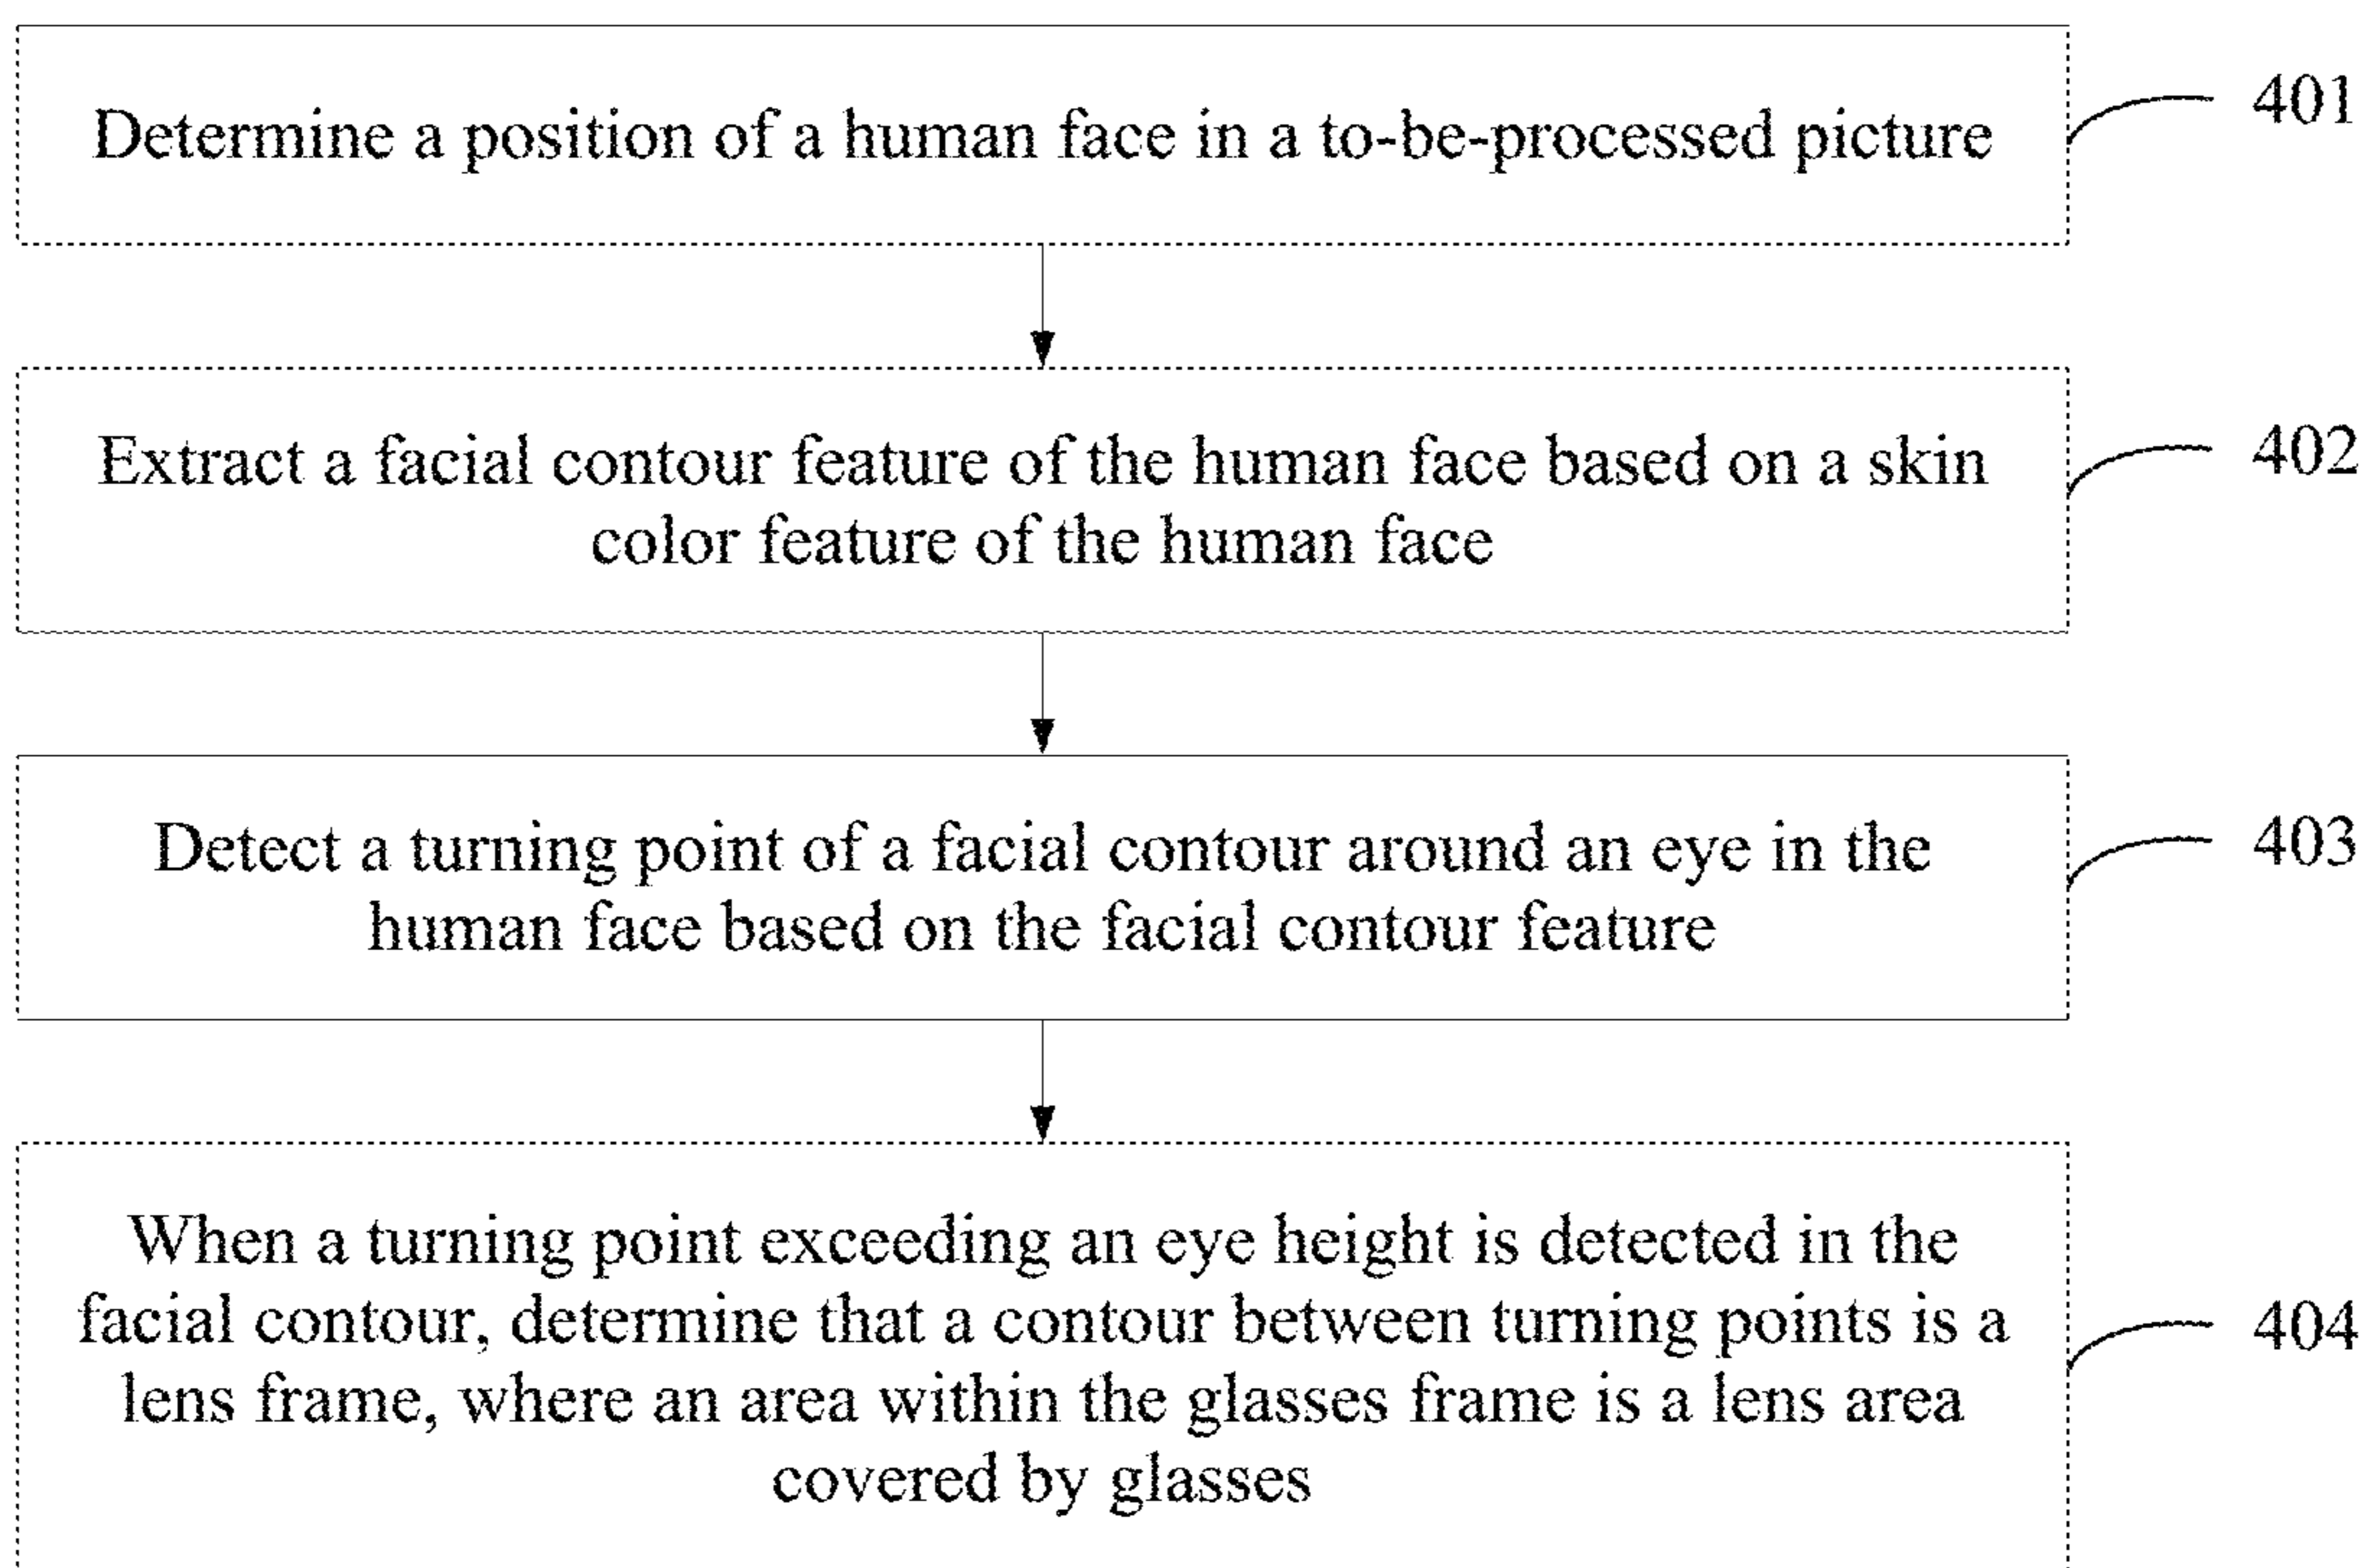 Determine a position of a human face in a to-be-processed picture
401
Extract a facial contour feature of the human face based on a skin
color feature of the human face
402
Detect a turning point of a facial contour around an eye in the
human face based on the facial contour feature
403
When a turning point exceeding an eye height is detected in the
facial contour, determine that a contour between turning points is a
lens frame, where an area within the glasses frame is a lens area
covered by glasses
404